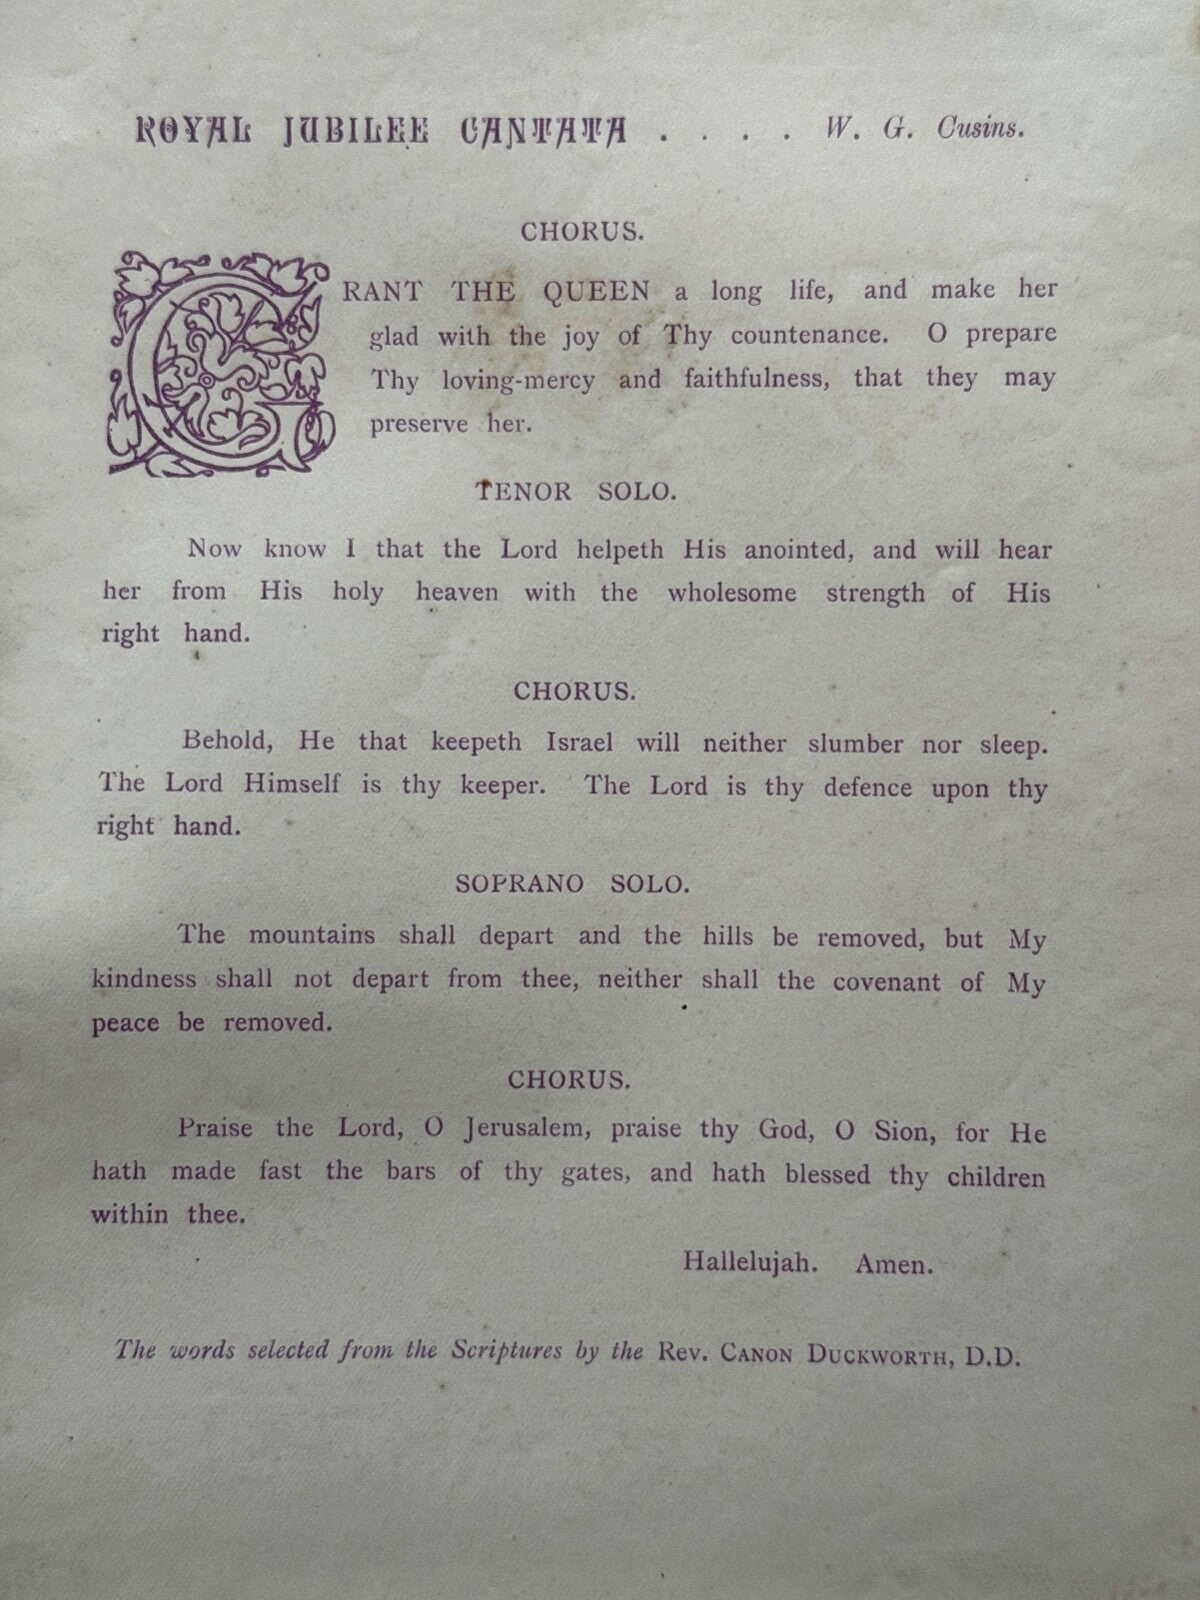 ROYAL JUBILEE CANTATA . . . . W. G. Cusins.
CHORUS.
GRANT THE QUEEN a long life, and make her
glad with the joy of Thy countenance. O prepare
Thy loving-mercy and faithfulness, that they may
preserve her.
TENOR SOLO.
Now know I that the Lord helpeth His anointed, and will hear
her from His holy heaven with the wholesome strength of His
right hand.
CHORUS.
Behold, He that keepeth Israel will neither slumber nor sleep.
The Lord Himself is thy keeper. The Lord is thy defence upon thy
right hand.
SOPRANO SOLO.
The mountains shall depart and the hills be removed, but My
kindness shall not depart from thee, neither shall the covenant of My
peace be removed.
CHORUS.
Praise the Lord, O Jerusalem, praise thy God, O Sion, for He
hath made fast the bars of thy gates, and hath blessed thy children
within thee.
Hallelujah. Amen.
The words selected from the Scriptures by the Rev. CANON DUCKWORTH, D.D.